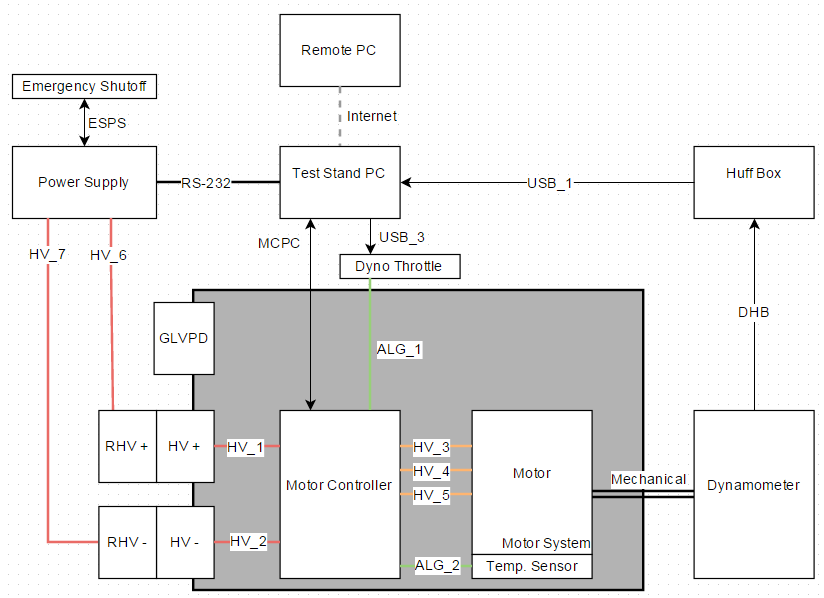 Remote PC
Emergency Shutoff
Internet
ESPS
Power Supply
RS-232
Test Stand PC
USB_1
Huff Box
MCPC
USB_3
HV_7
HV_6
Dyno Throttle
DHB
GLVPD
ALG_1
RHV +
HV +
HV_1
HV_3
HV_4
HV_5
Motor
Mechanical
Motor Controller
Dynamometer
RHV -
HV -
HV_2
Motor System
ALG_2
Temp. Sensor